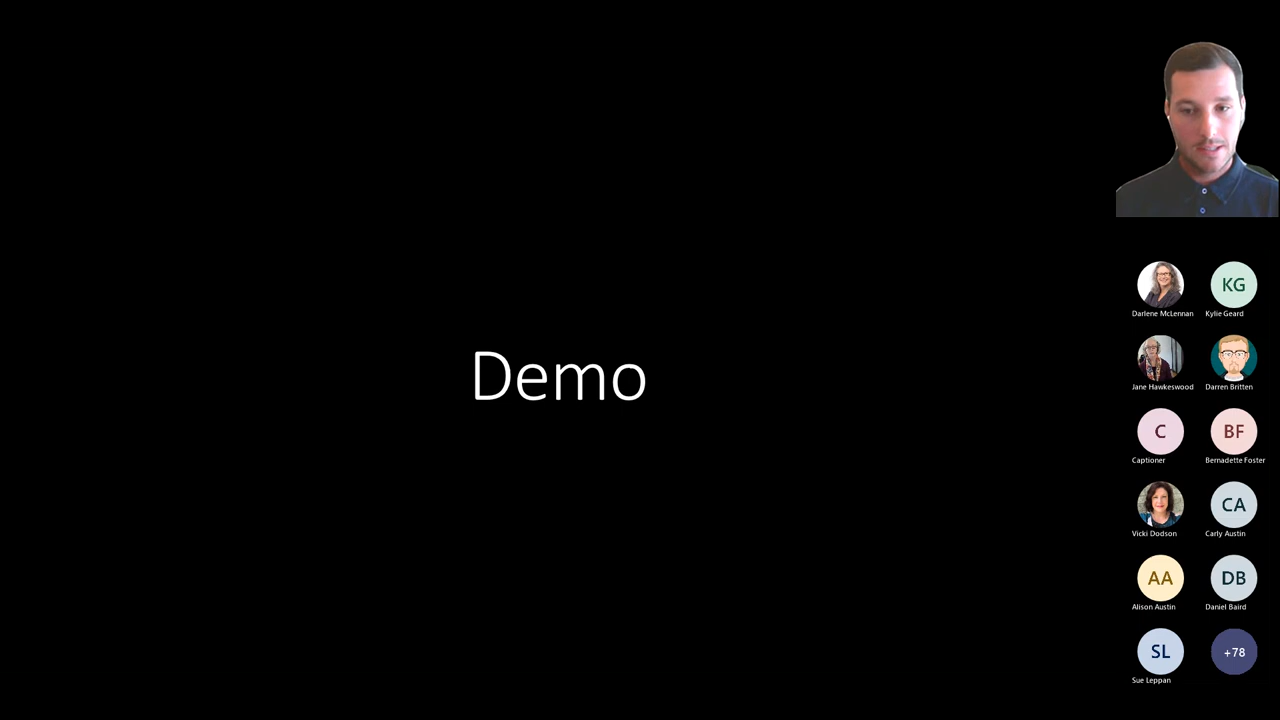 Demo
KG
Darlene McLennan
Kylie Geard
Jane Hawkeswood
Darren Britten
C
BF
Captioner
Bernadette Foster
CA
Vicki Dodson
Carly Austin
AA
DB
Alison Austin
Daniel Baird
SL
+78
Sue Leppan